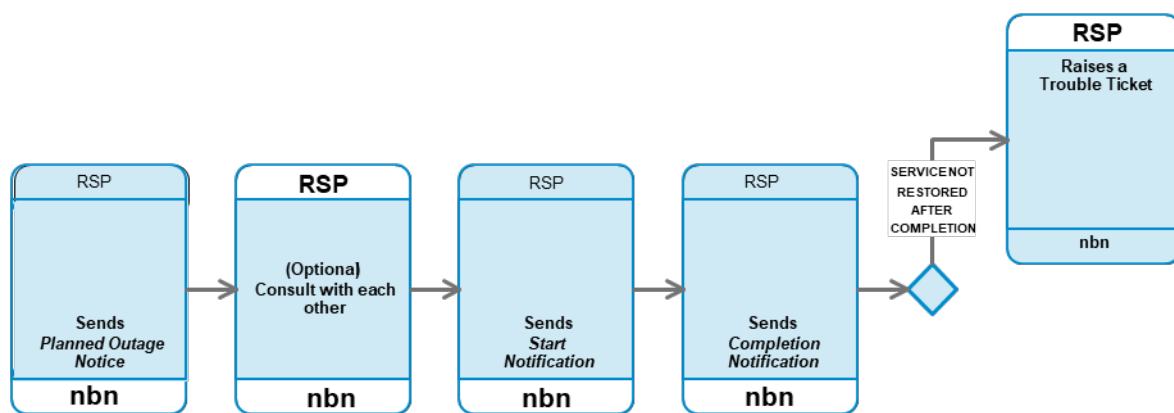 RSP
Sends
Planned Outage
Notice
nbn
RSP
(Optional)
Consult with each
other
nbn
RSP
Sends
Start
Notification
nbn
RSP
Sends
Completion
Notification
nbn
SERVICE NOT
RESTORED
AFTER
COMPLETION
RSP
Raises a
Trouble Ticket
nbn